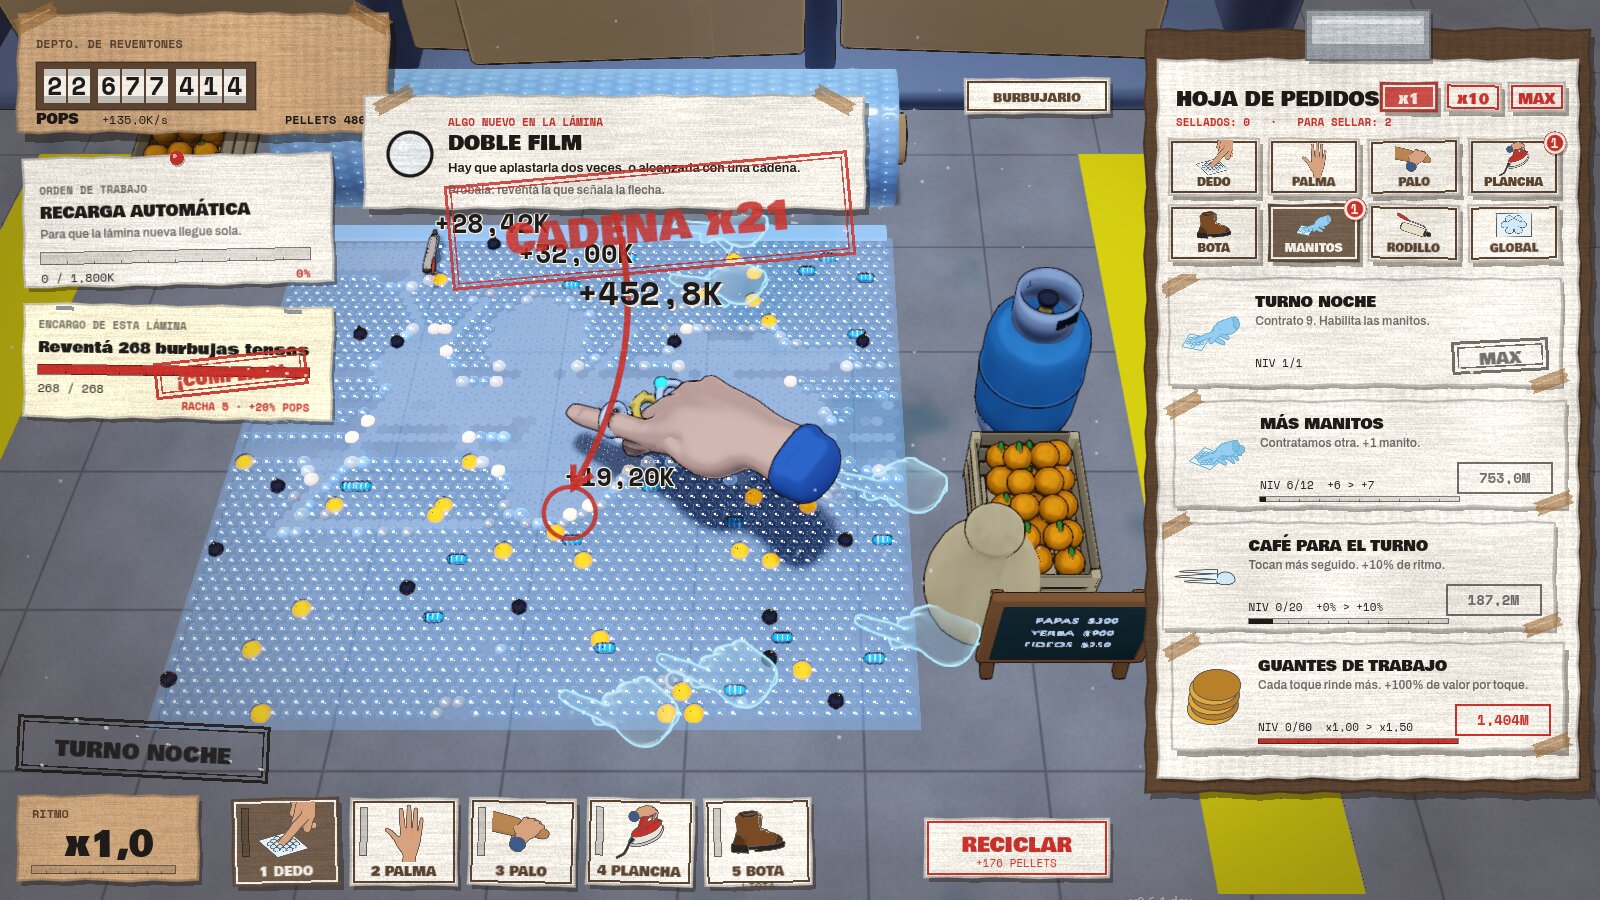 DEPTO. DE REVENTONES
22 677 414
POPS +135,0K/s PELLETS 486
ORDEN DE TRABAJO
RECARGA AUTOMÁTICA
Para que la lámina nueva llegue sola.
0 / 1.800K 0%
ENCARGO DE ESTA LÁMINA
Reventá 268 burbujas tensas
268 / 268
RACHA 5 · +20% POPS
ALGO NUEVO EN LA LÁMINA
DOBLE FILM
Hay que aplastarla dos veces, o alcanzarla con una cadena.
Probala: reventá la que señala la flecha.
CADENA x21
+28,42K
+32,00K
+452,8K
+19,20K
BURBUJARIO
HOJA DE PEDIDOS x1 x10 MAX
SELLADOS: 0 · PARA SELLAR: 2
DEDO
PALMA
PALO
PLANCHA
1
BOTA
MANITOS
1
RODILLO
GLOBAL
TURNO NOCHE
Contrato 9. Habilita las manitos.
NIV 1/1
MAX
MÁS MANITOS
Contratamos otra. +1 manito.
NIV 6/12 +6 > +7
753,0M
CAFÉ PARA EL TURNO
Tocan más seguido. +10% de ritmo.
NIV 0/20 +0% > +10%
187,2M
GUANTES DE TRABAJO
Cada toque rinde más. +100% de valor por toque.
NIV 0/60 x1,00 > x1,50
1,404M
PAPAS $300
YERBA $900
TURNO NOCHE
RITMO
x1,0
1 DEDO
2 PALMA
3 PALO
4 PLANCHA
5 BOTA
RECICLAR
+176 PELLETS